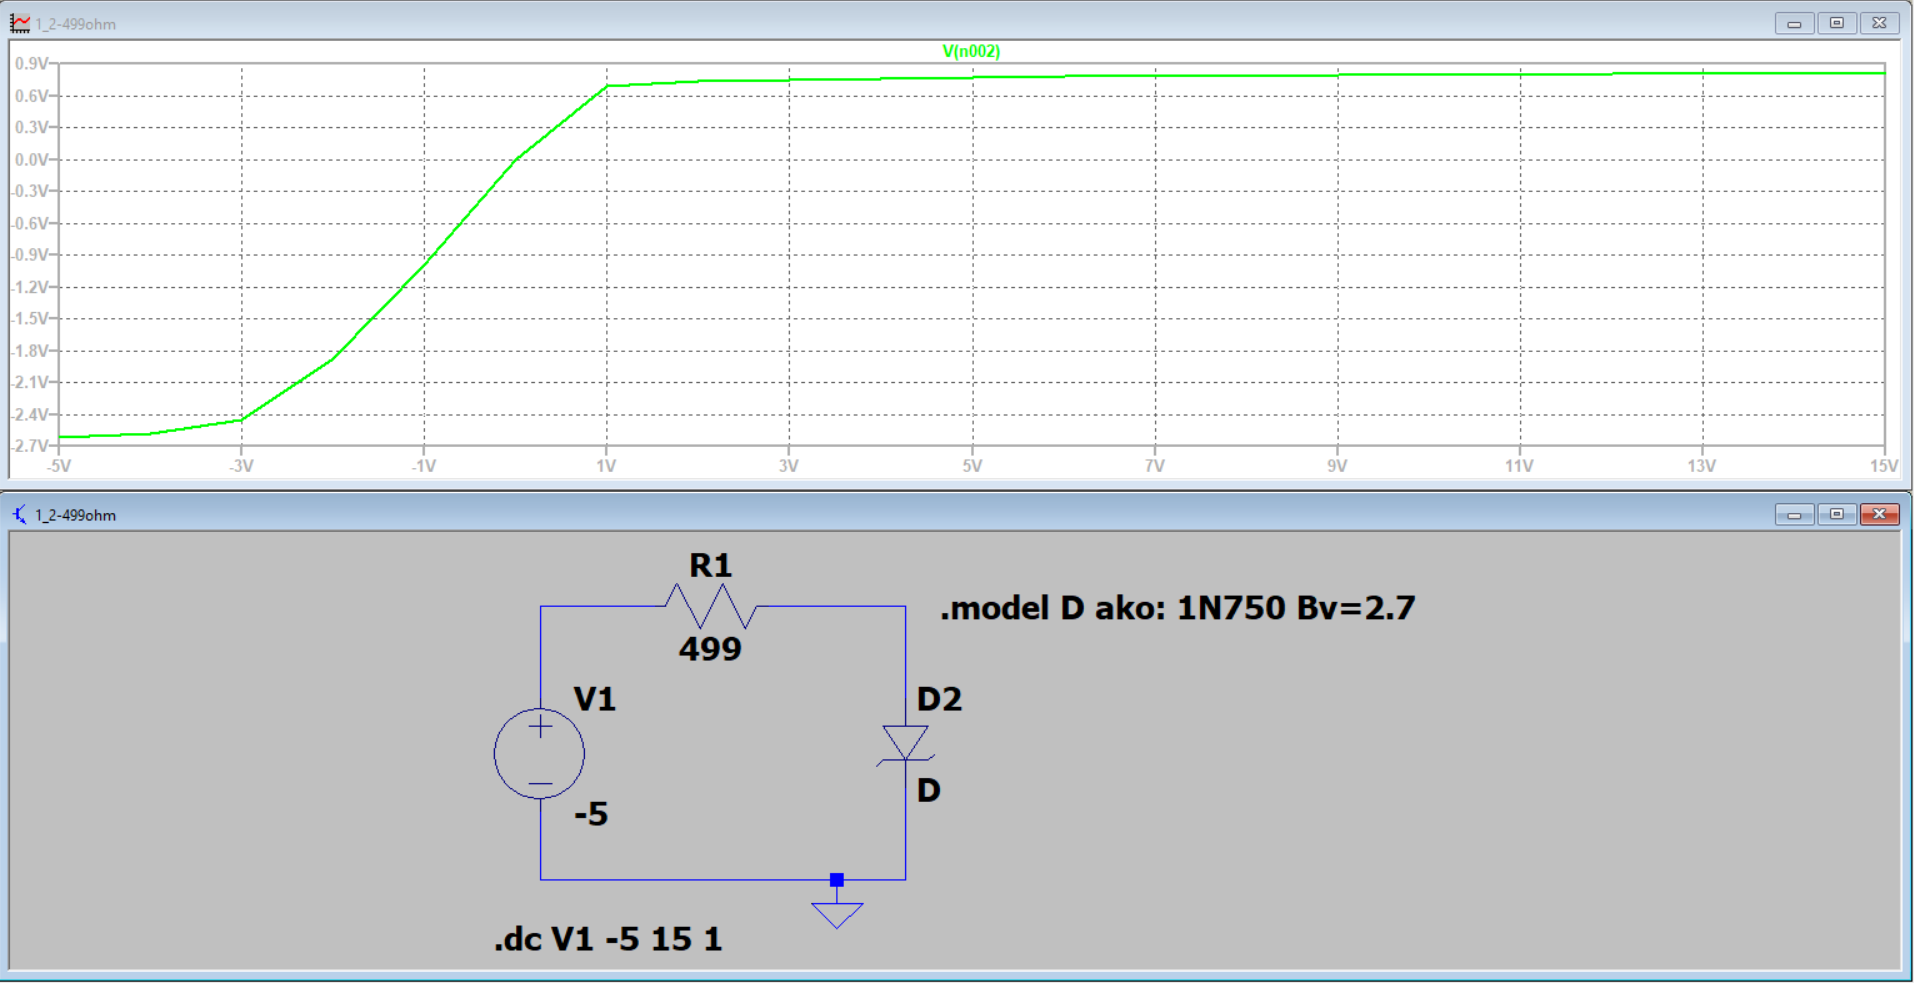 1_2-499ohm
V(n002)
0.9V
0.6V
0.3V
0.0V
-0.3V
-0.6V
-0.9V
-1.2V
-1.5V
-1.8V
-2.1V
-2.4V
-2.7V
-5V -3V -1V 1V 3V 5V 7V 9V 11V 13V 15V
1_2-499ohm
R1
499
.model D ako: 1N750 Bv=2.7
V1
-5
D2
D
.dc V1 -5 15 1